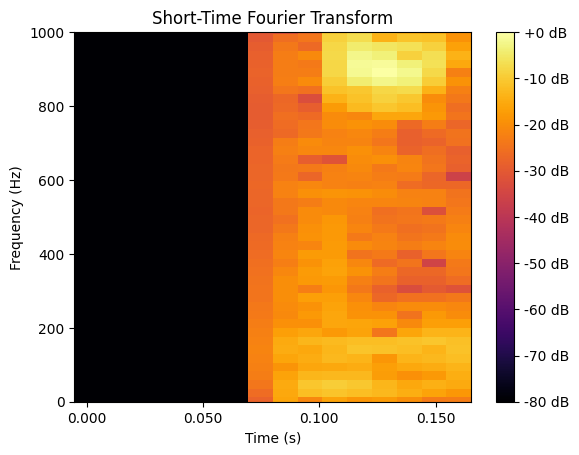 Short-Time Fourier Transform
1000
800
600
400
200
0
Frequency (Hz)
0.000
0.050
0.100
0.150
Time (s)
+0 dB
-10 dB
-20 dB
-30 dB
-40 dB
-50 dB
-60 dB
-70 dB
-80 dB